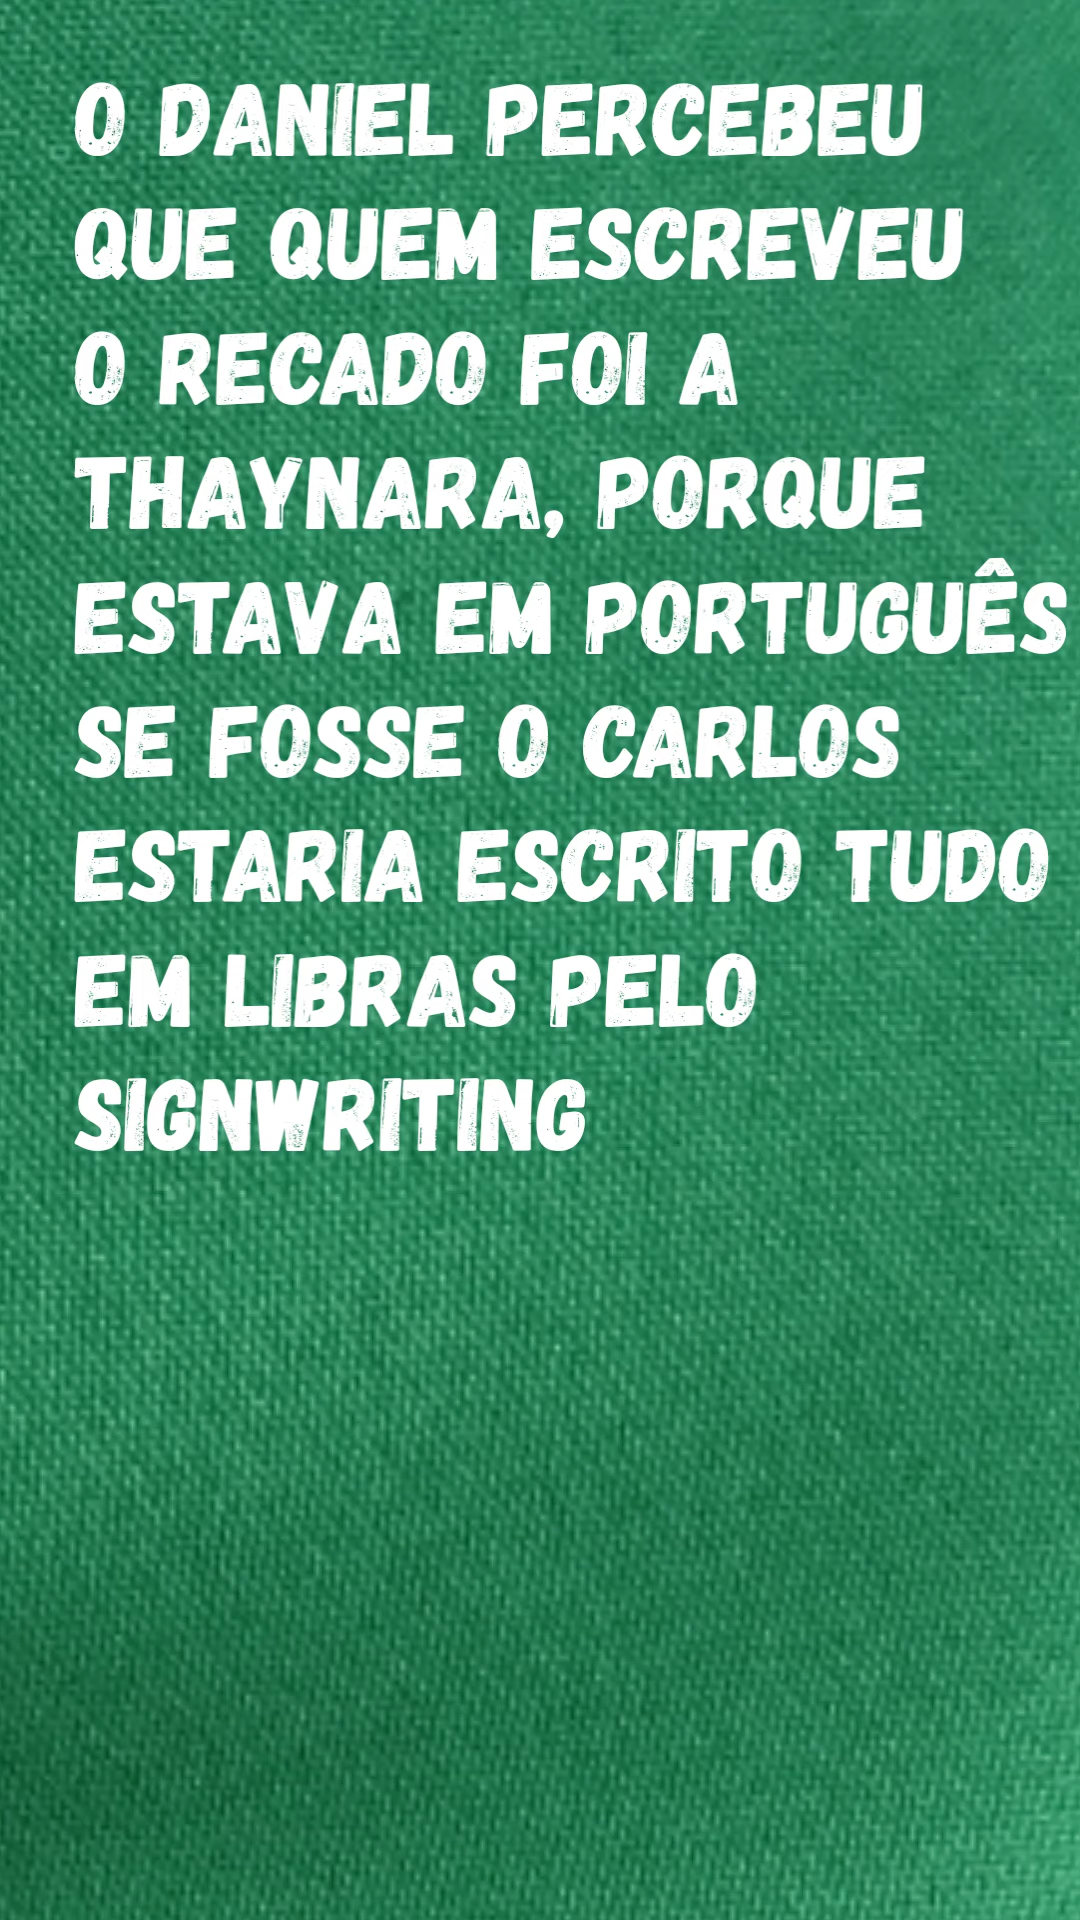 O DANIEL PERCEBEU
QUE QUEM ESCREVEU
O RECADO FOI A
THAYNARA, PORQUE
ESTAVA EM PORTUGUÊS
SE FOSSE O CARLOS
ESTARIA ESCRITO TUDO
EM LIBRAS PELO
SIGNWRITING